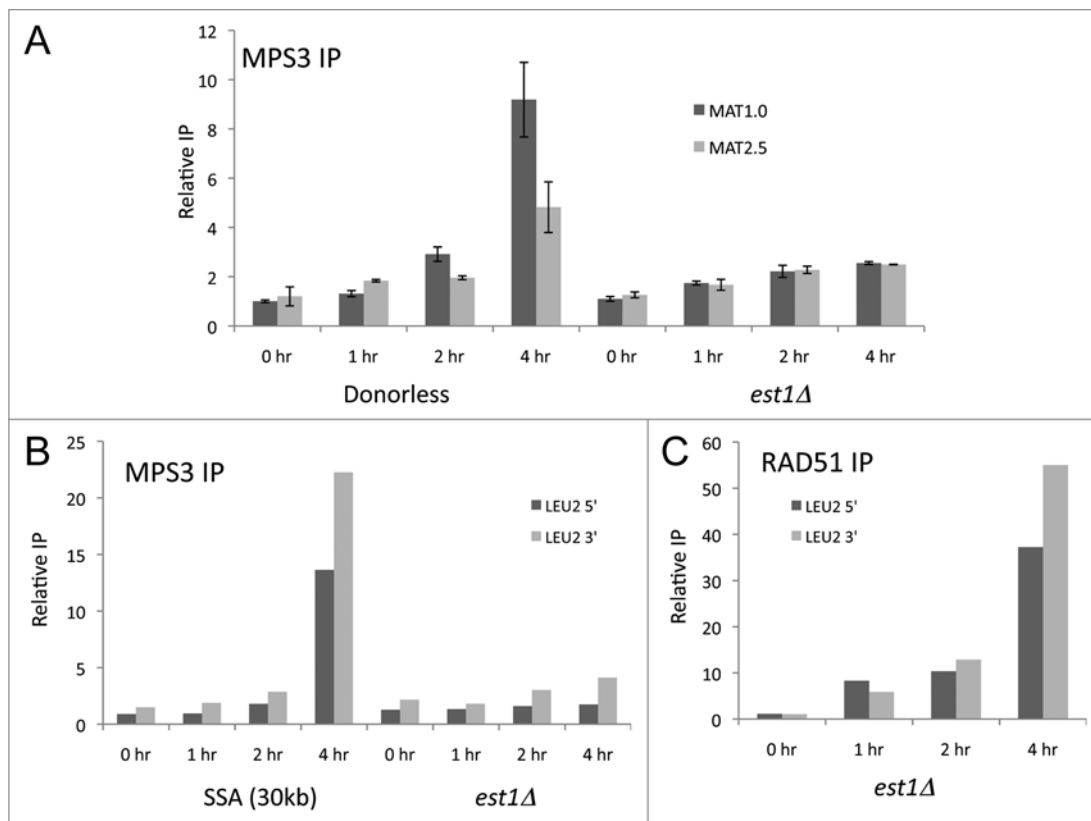 A
MPS3 IP
Relative IP
12
10
8
6
4
2
0
MAT1.0
MAT2.5
0 hr 1 hr 2 hr 4 hr 0 hr 1 hr 2 hr 4 hr
Donorless est1Δ
B
MPS3 IP
Relative IP
25
20
15
10
5
0
LEU2 5'
LEU2 3'
0 hr 1 hr 2 hr 4 hr 0 hr 1 hr 2 hr 4 hr
SSA (30kb) est1Δ
C
RAD51 IP
Relative IP
60
50
40
30
20
10
0
LEU2 5'
LEU2 3'
0 hr 1 hr 2 hr 4 hr
est1Δ